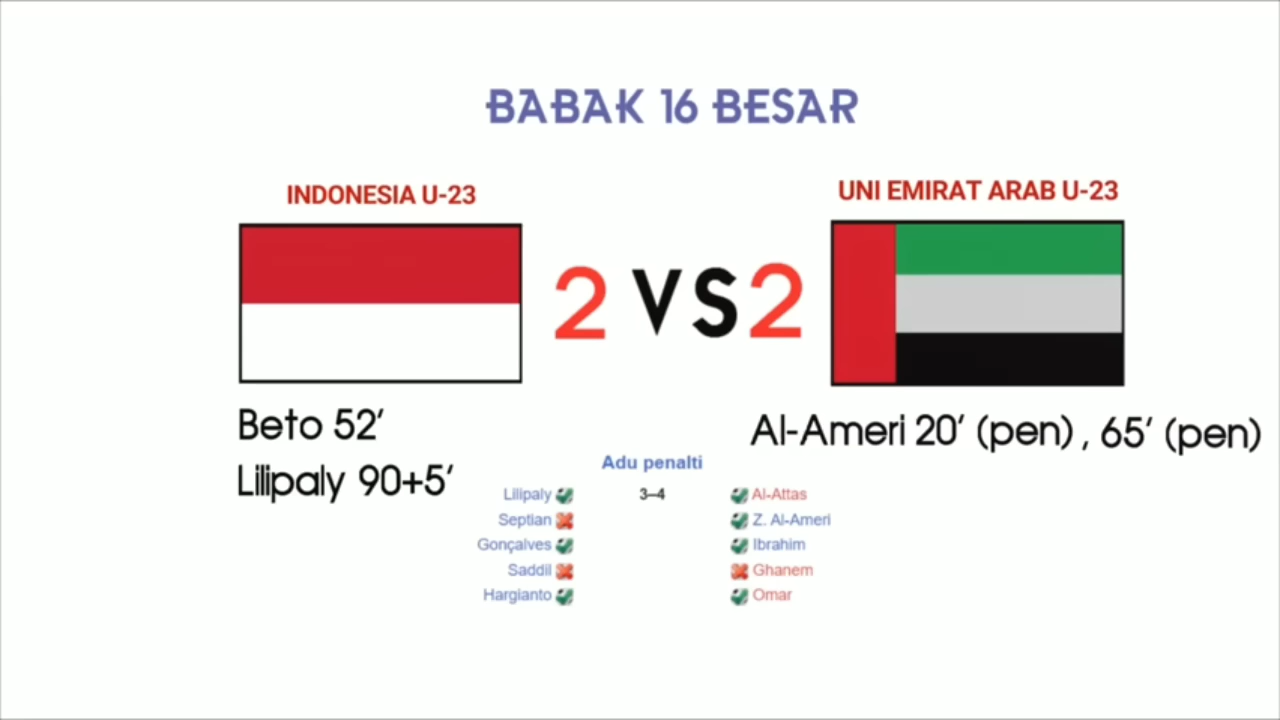 BABAK 16 BESAR
INDONESIA U-23
UNI EMIRAT ARAB U-23
2 VS 2
Beto 52'
Lilipaly 90+5'
Al-Ameri 20' (pen) , 65' (pen)
Adu penalti
Lilipaly 3–4 Al-Attas
Septian Z. Al-Ameri
Gonçalves Ibrahim
Saddil Ghanem
Hargianto Omar